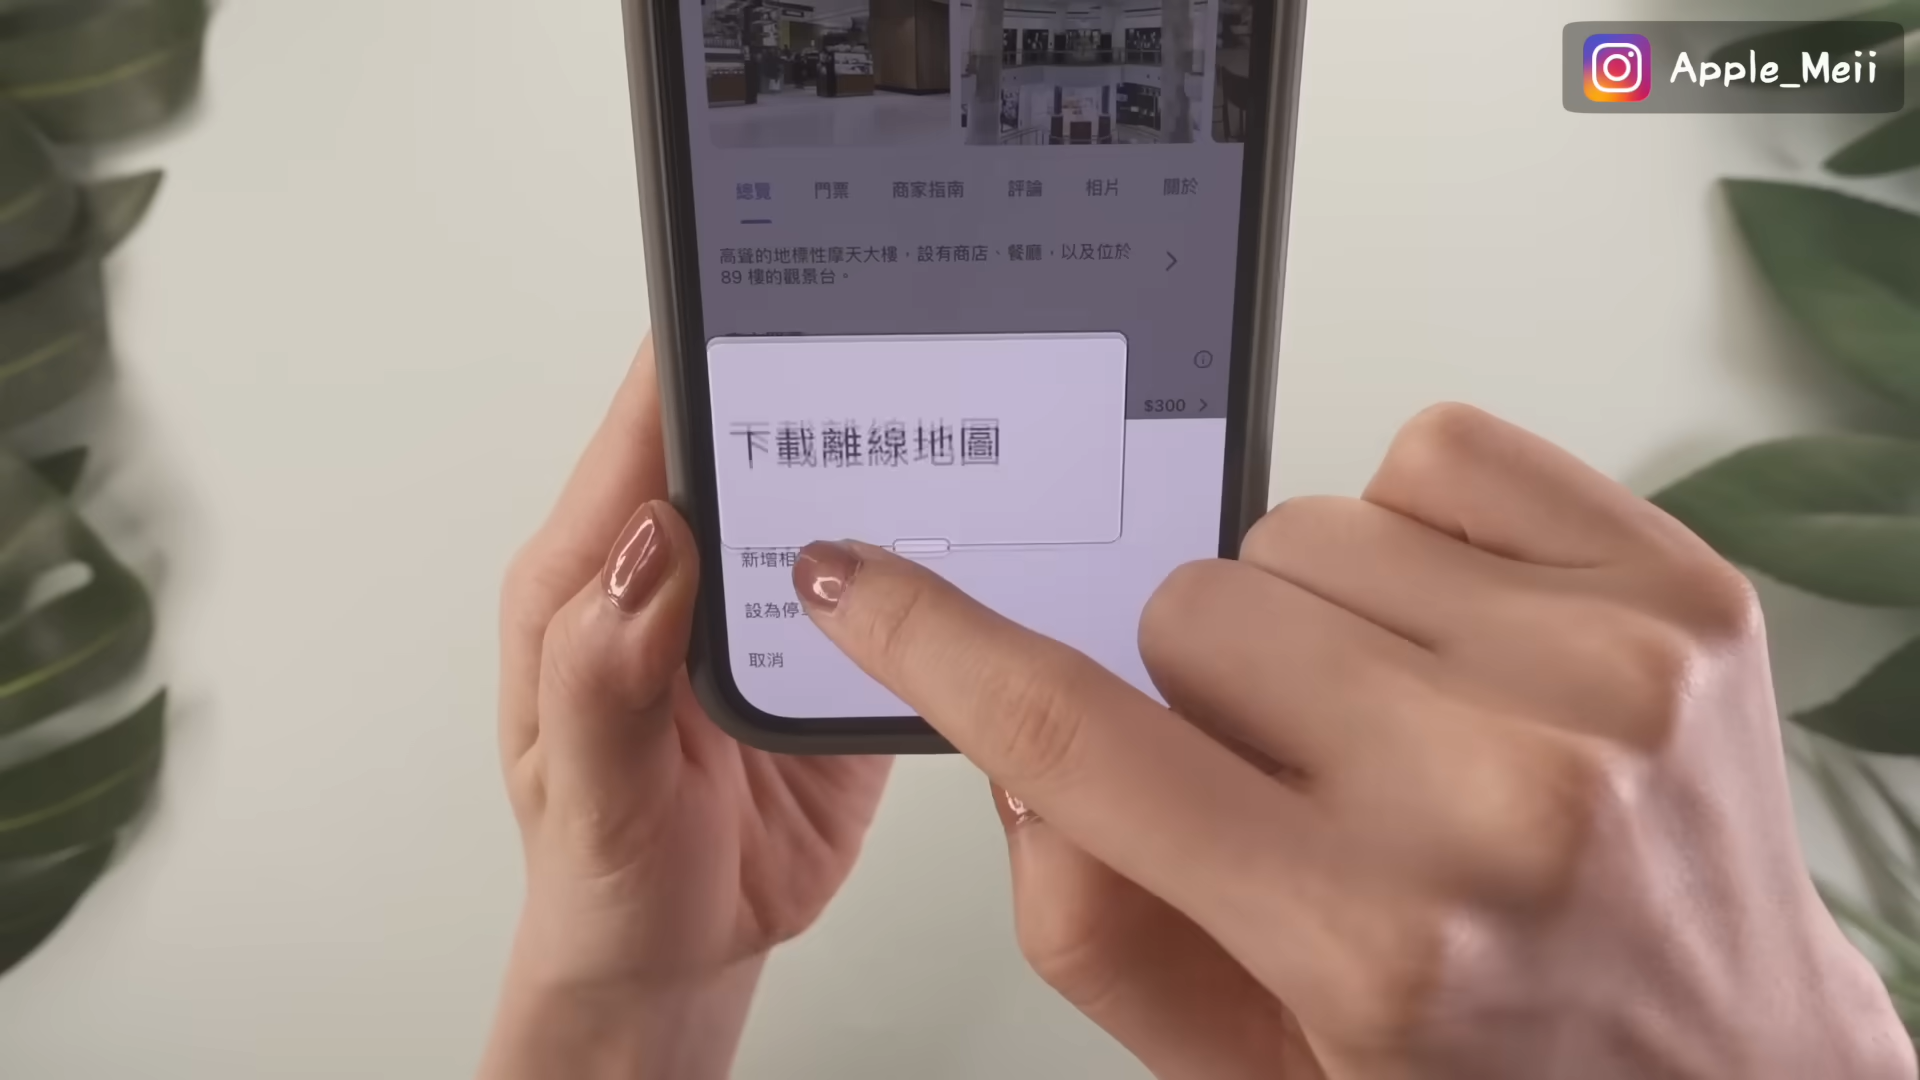 Apple_Meii
總覽 門票 商家指南 評論 相片 關於
高聳的地標性摩天大樓，設有商店、餐廳，以及位於
89 樓的觀景台。
$300
下載離線地圖
新增相
設為停
取消